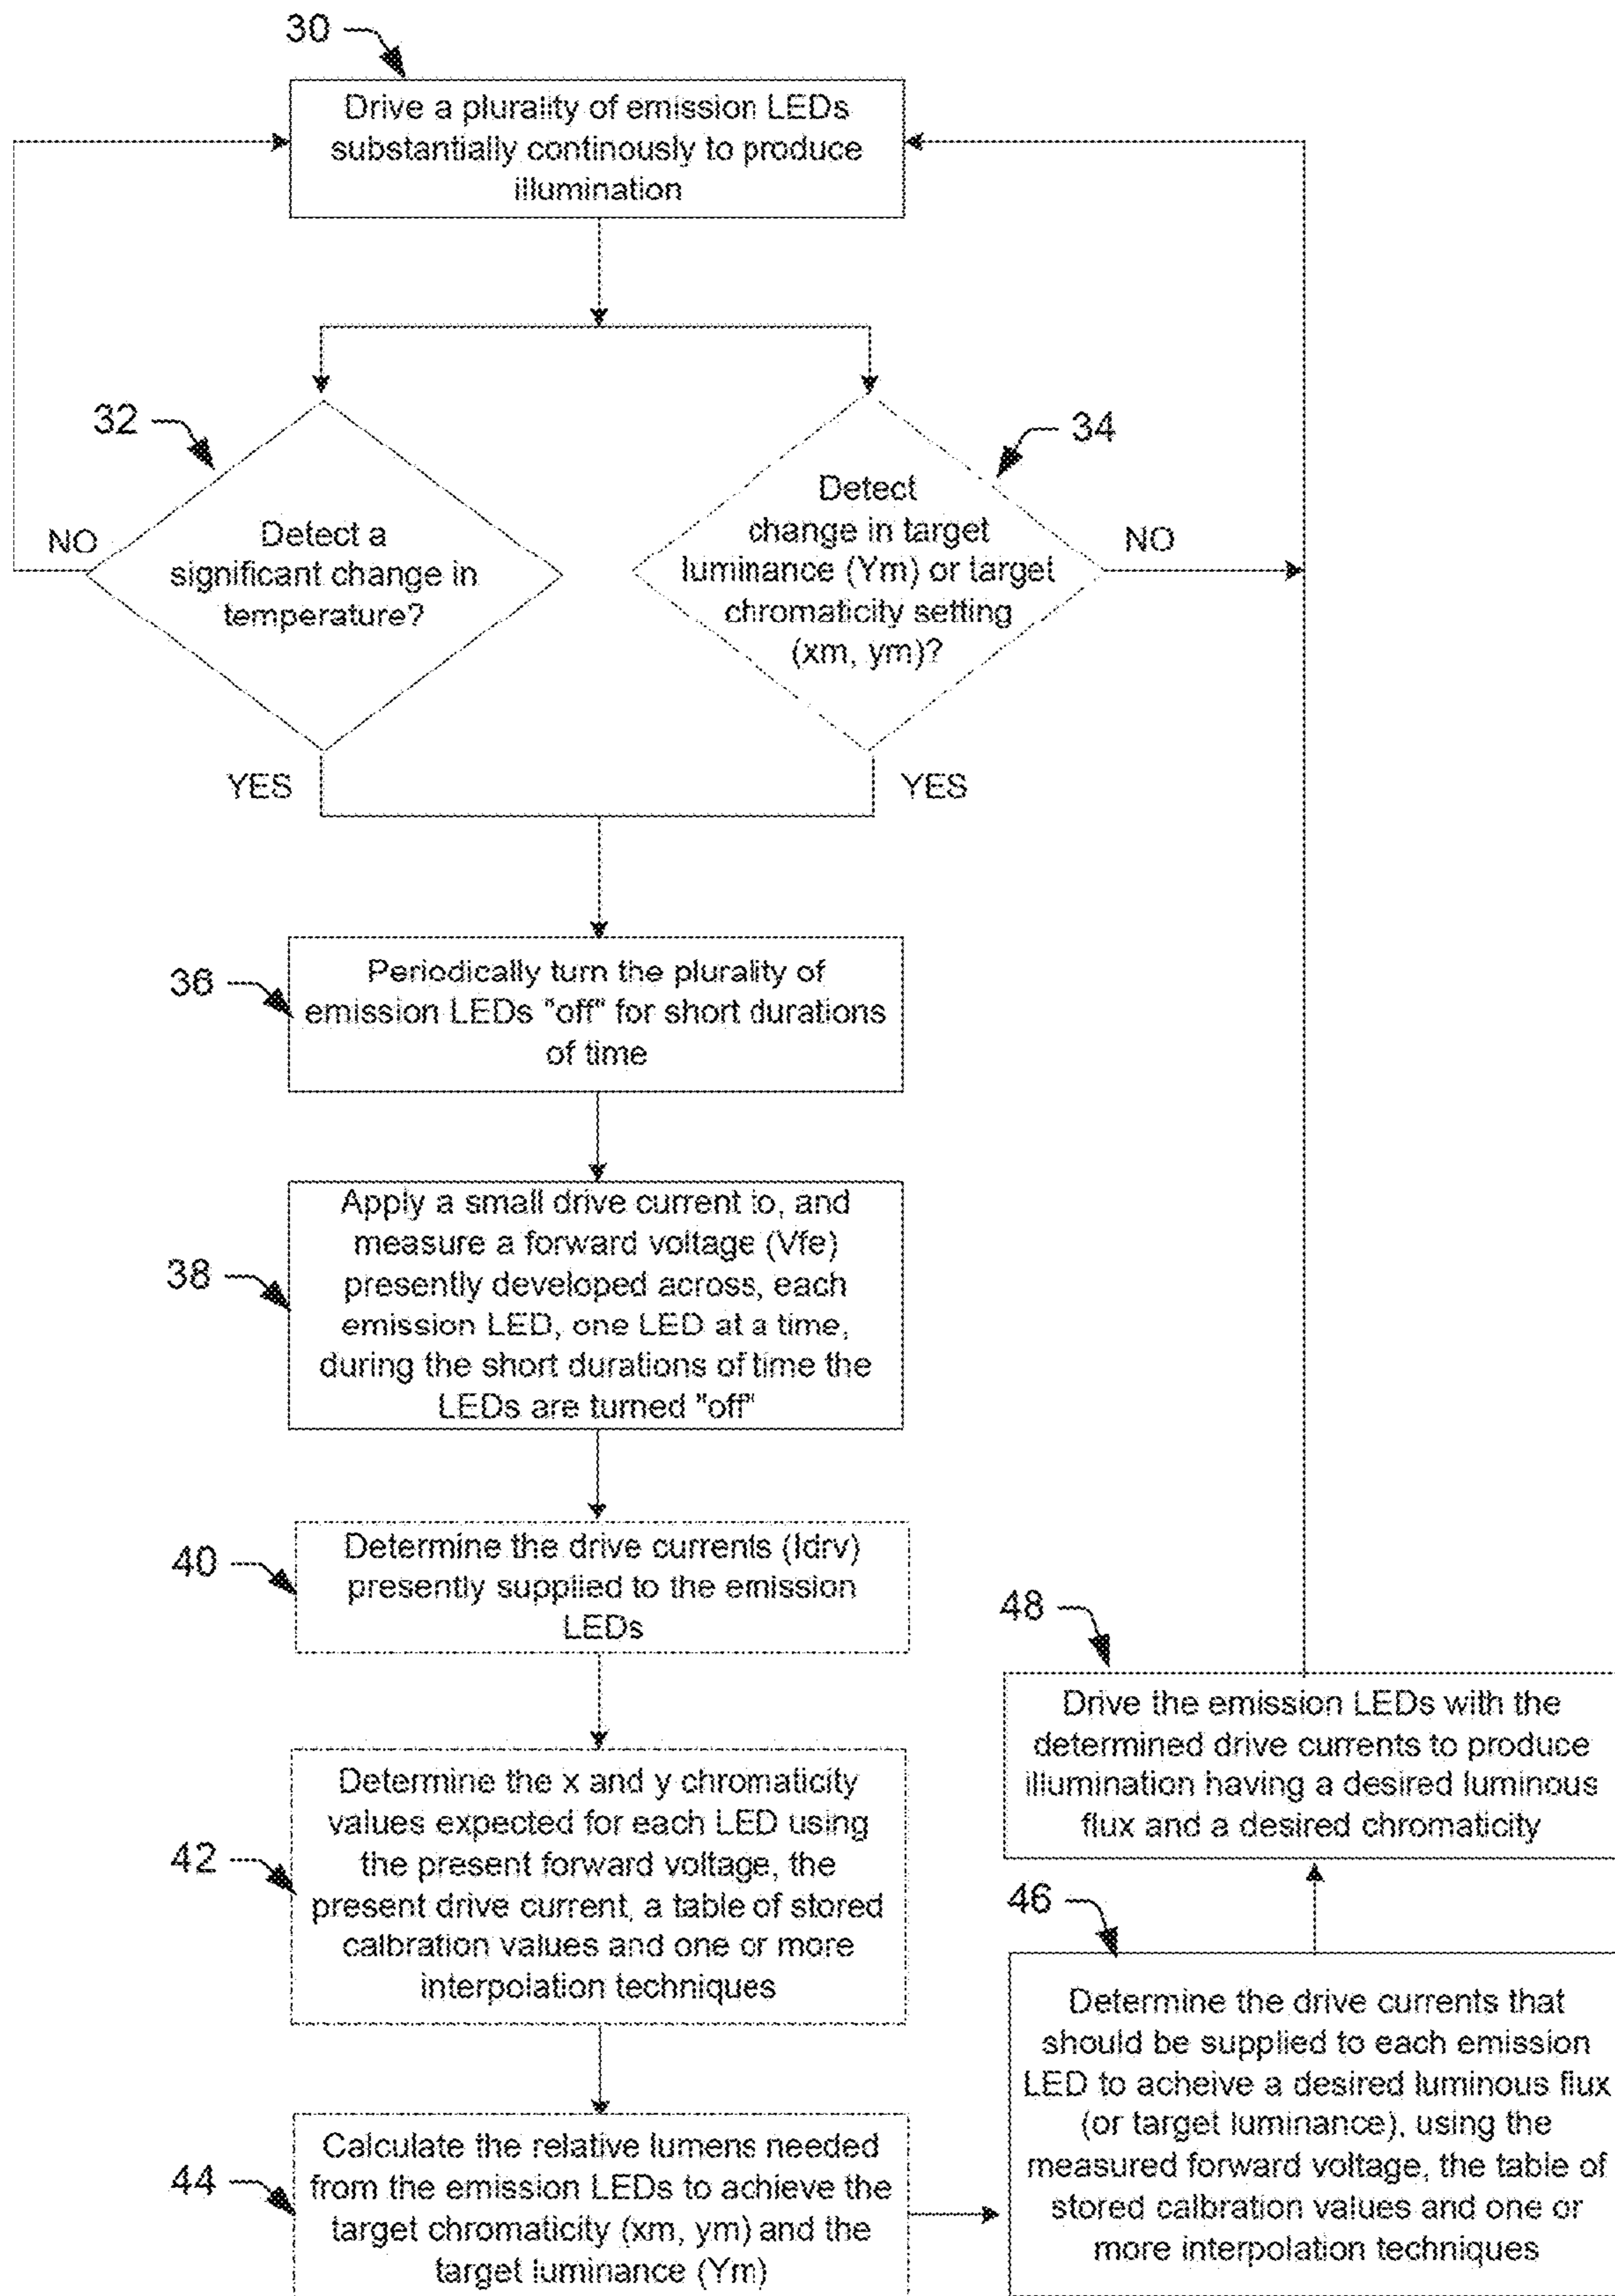 30
Drive a plurality of emission LEDs
substantially continously to produce
illumination
32
34
NO
Detect a
significant change in
temperature?
Detect
change in target
luminance (Ym) or target
chromaticity setting
(xm, ym)?
NO
YES
YES
36
Periodically turn the plurality of
emission LEDs "off" for short durations
of time
38
Apply a small drive current to, and
measure a forward voltage (Vfe)
presently developed across, each
emission LED, one LED at a time,
during the short durations of time the
LEDs are turned "off"
40
Determine the drive currents (Idrv)
presently supplied to the emission
LEDs
42
Determine the x and y chromaticity
values expected for each LED using
the present forward voltage, the
present drive current, a table of stored
calbration values and one or more
interpolation techniques
44
Calculate the relative lumens needed
from the emission LEDs to achieve the
target chromaticity (xm, ym) and the
target luminance (Ym)
46
Determine the drive currents that
should be supplied to each emission
LED to acheive a desired luminous flux
(or target luminance), using the
measured forward voltage, the table of
stored calbration values and one or
more interpolation techniques
48
Drive the emission LEDs with the
determined drive currents to produce
illumination having a desired luminous
flux and a desired chromaticity